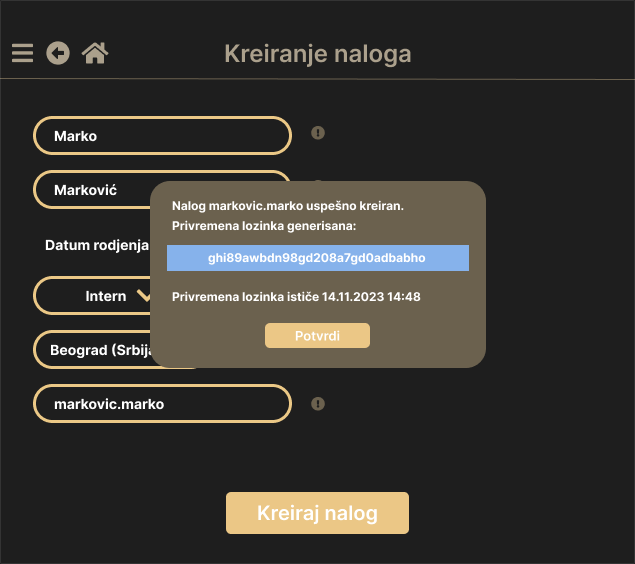 Kreiranje naloga
Marko
Marković
Nalog markovic.marko uspešno kreiran.
Privremena lozinka generisana:
Datum rodjenja
ghi89awbdn98gd208a7gd0adbabho
Intern
Privremena lozinka ističe 14.11.2023 14:48
Potvrdi
Beograd (Srbija
markovic.marko
Kreiraj nalog